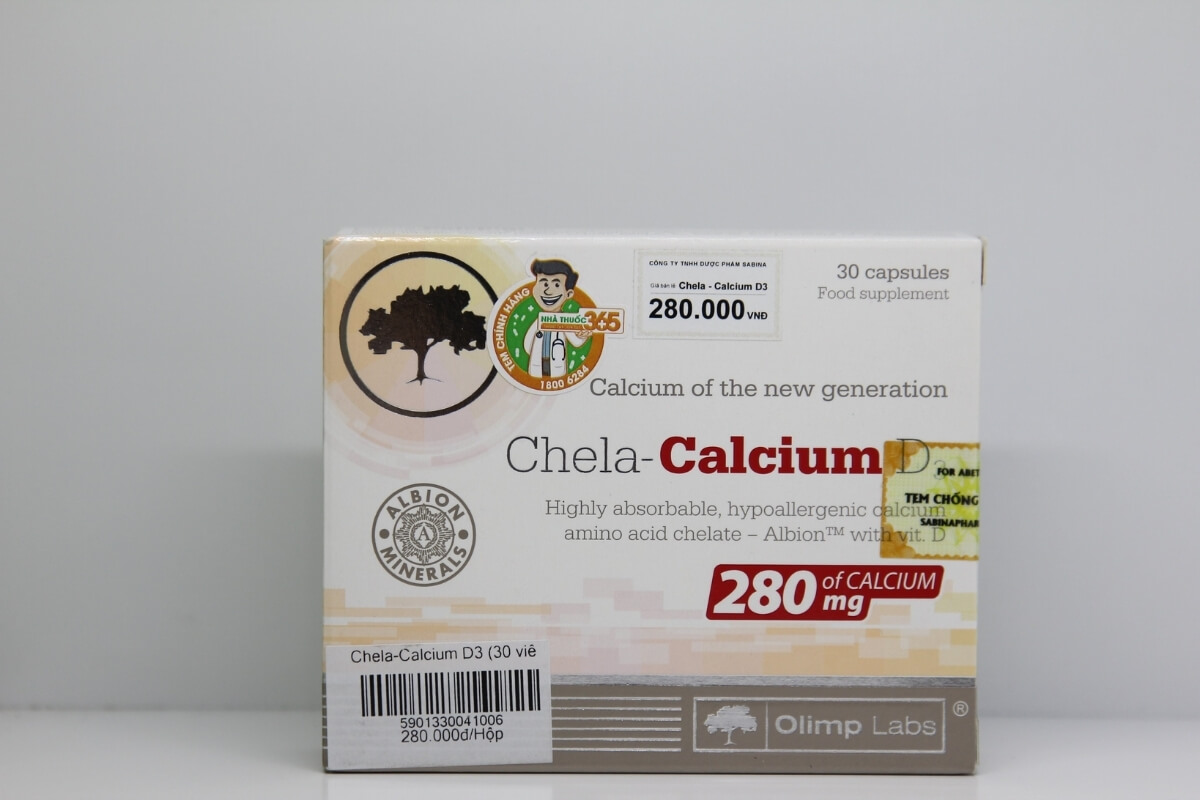 30 capsules
Food supplement
CÔNG TY TNHH DƯỢC PHẨM SABINA
Giá bán lẻ Chela - Calcium D3
280.000 VNĐ
TEM CHÍNH HÃNG
NHÀ THUỐC 365
1800 6284
Calcium of the new generation
Chela-Calcium D3
Highly absorbable, hypoallergenic calcium
amino acid chelate – Albion™ with vit. D
TEM CHỐNG
SABINAPHAR
ALBION
A
MINERALS
280 mg of CALCIUM
Chela-Calcium D3 (30 viê
5901330041006
280.000đ/Hộp
Olimp Labs ®